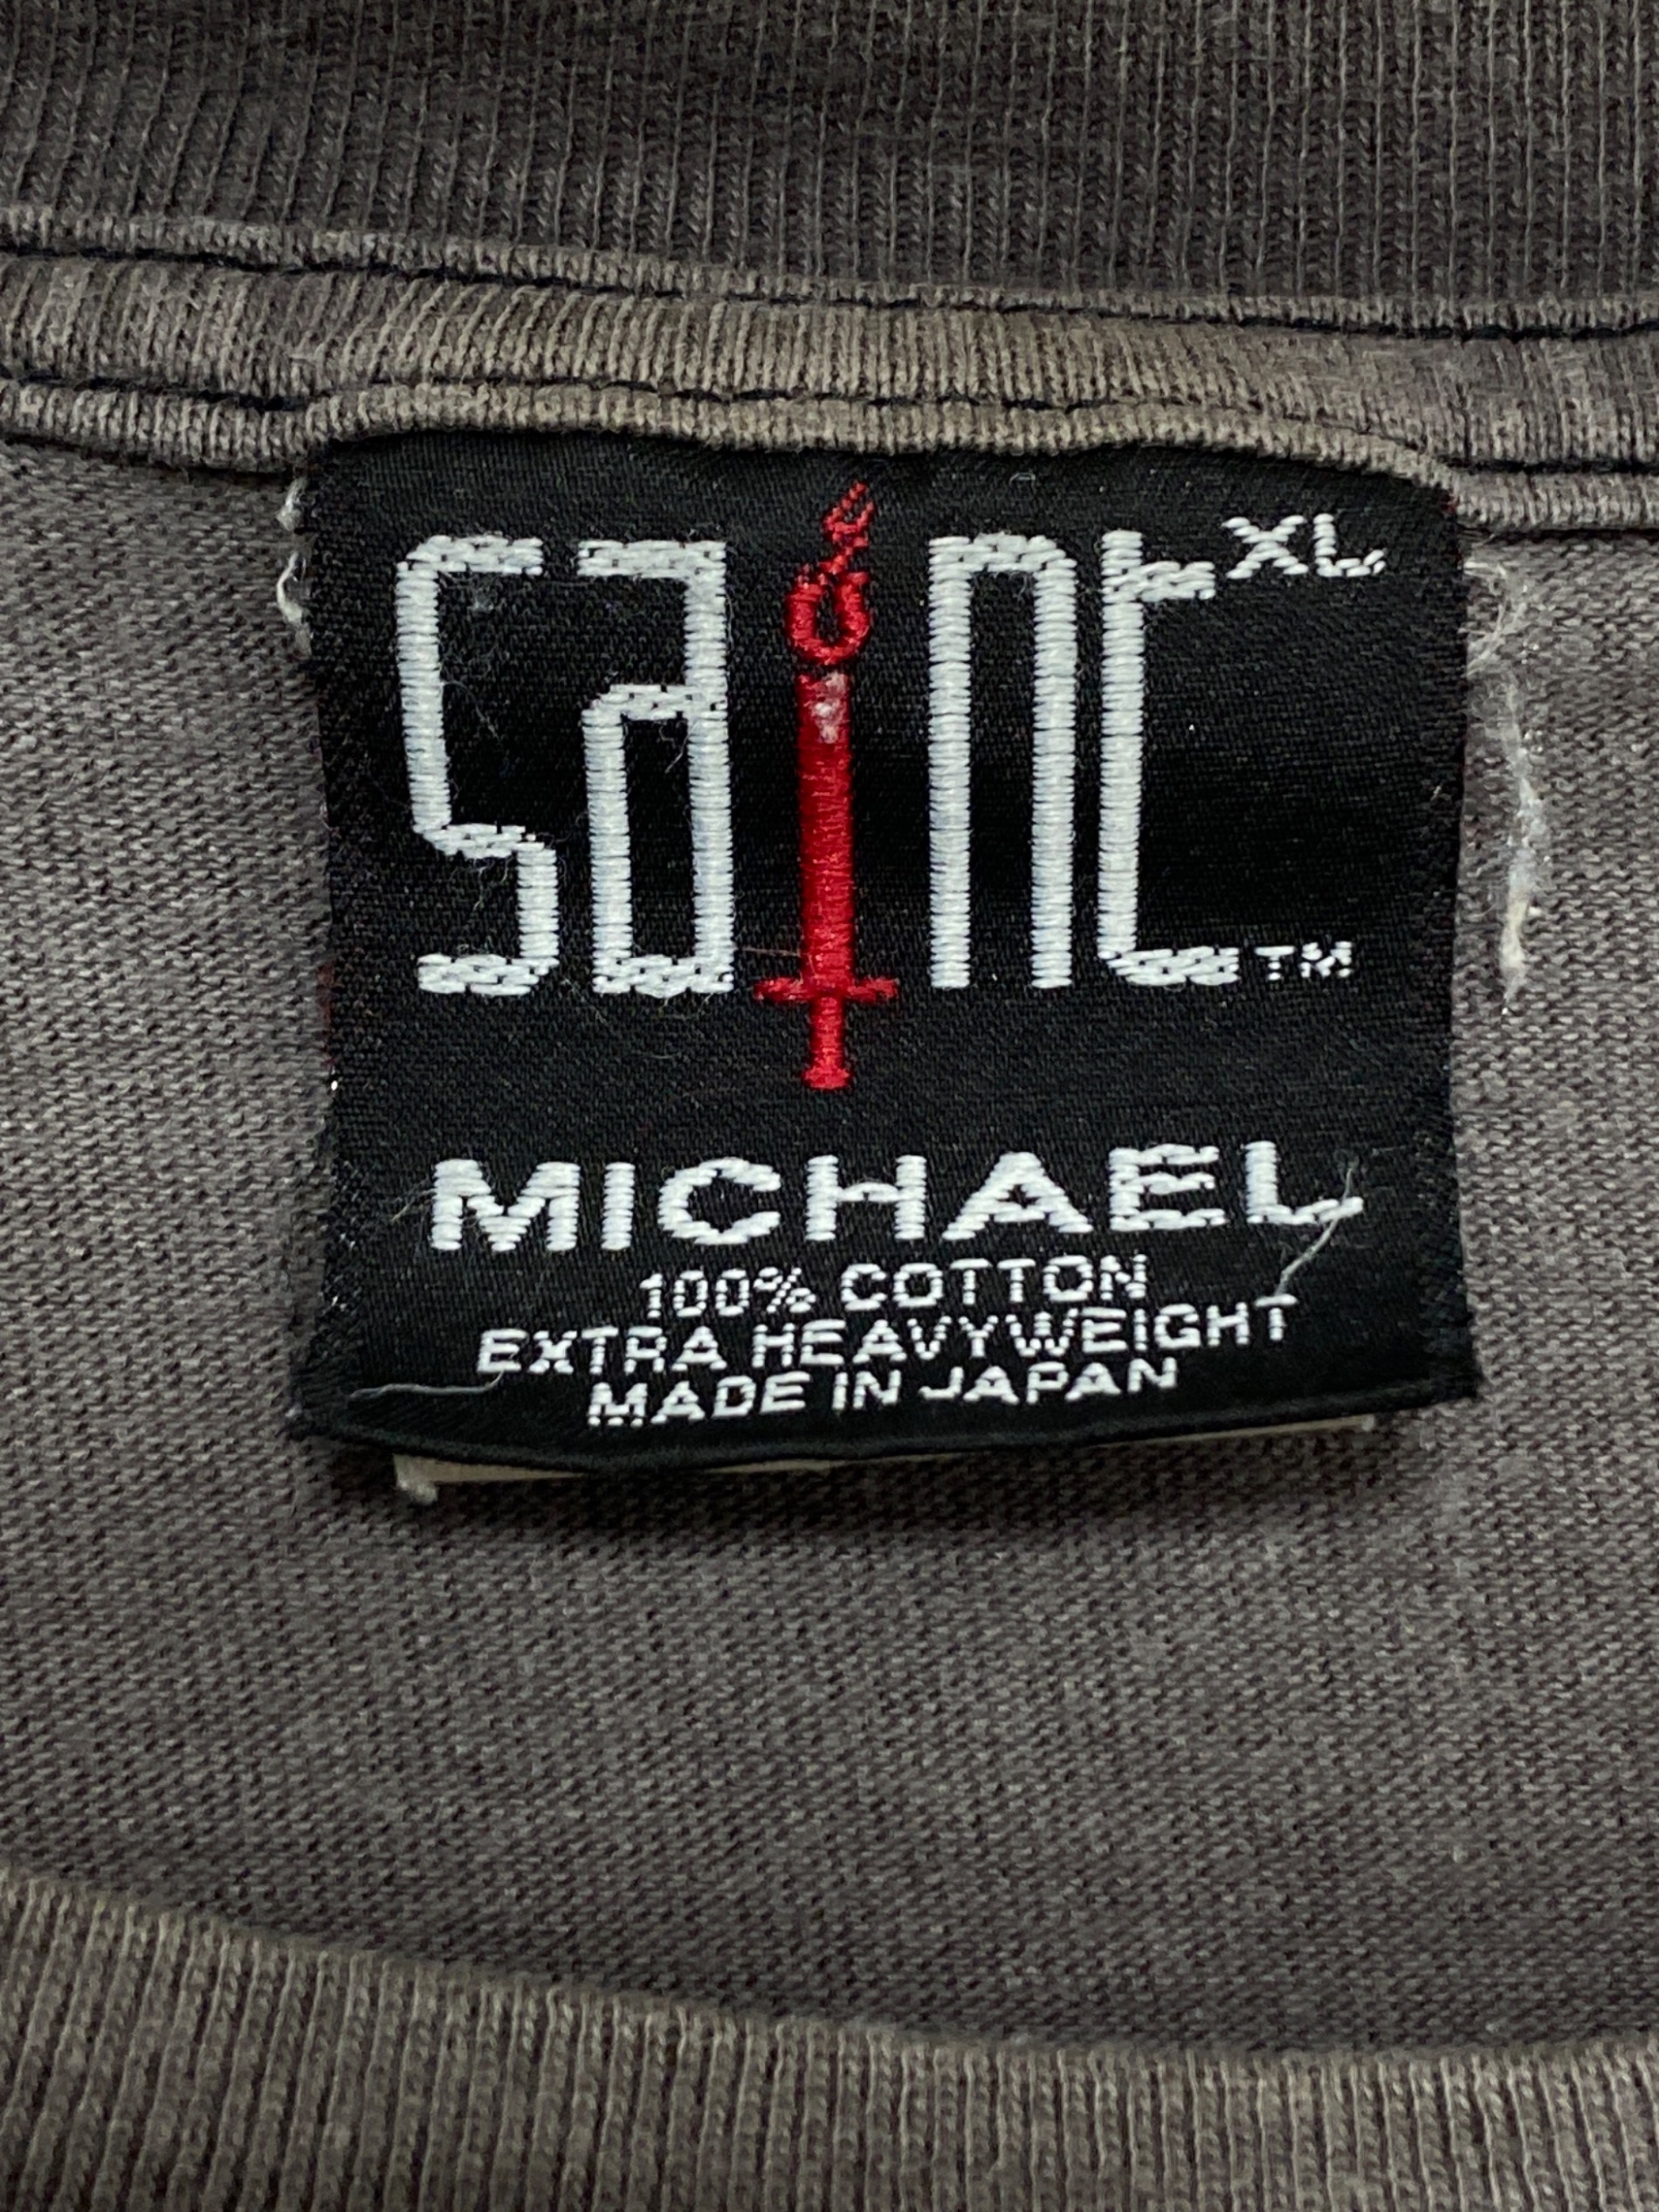 SaiNt XL
TM
MICHAEL
100% COTTON
EXTRA HEAVYWEIGHT
MADE IN JAPAN